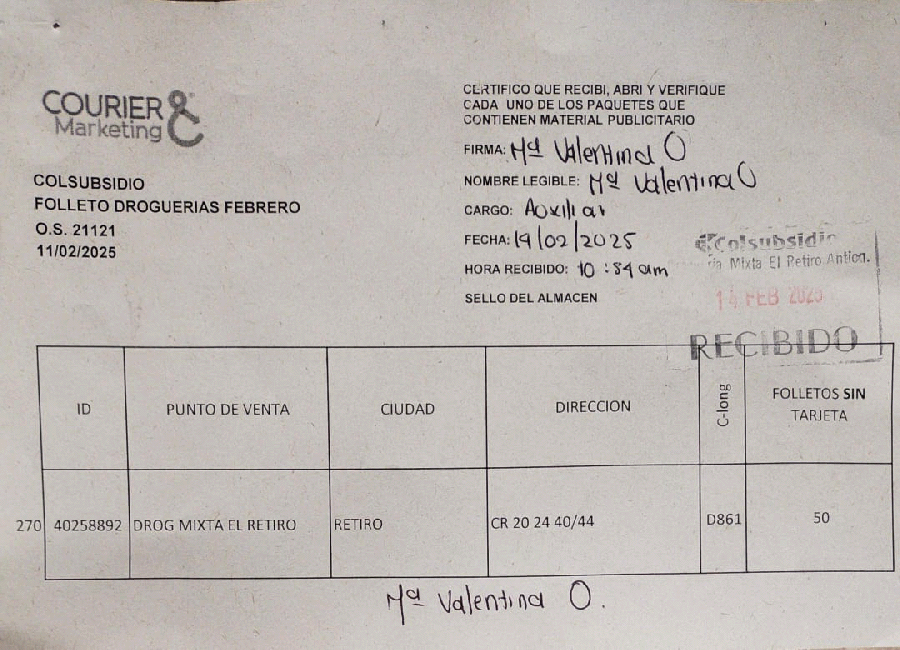 COURIER &
Marketing
COLSUBSIDIO
FOLLETO DROGUERIAS FEBRERO
O.S. 21121
11/02/2025
CERTIFICO QUE RECIBI, ABRI Y VERIFIQUE
CADA UNO DE LOS PAQUETES QUE
CONTIENEN MATERIAL PUBLICITARIO
FIRMA: Mª Valentina O
NOMBRE LEGIBLE: Mª Valentina O
CARGO: Auxiliar
FECHA: 19/02/2025
HORA RECIBIDO: 10:34 am
SELLO DEL ALMACEN
Colsubsidio
Mixta El Retiro Antioq.
14 FEB 2025
RECIBIDO
ID PUNTO DE VENTA CIUDAD DIRECCION C-long FOLLETOS SIN TARJETA
270 40258892 DROG MIXTA EL RETIRO RETIRO CR 20 24 40/44 D861 50
Mª Valentina O.